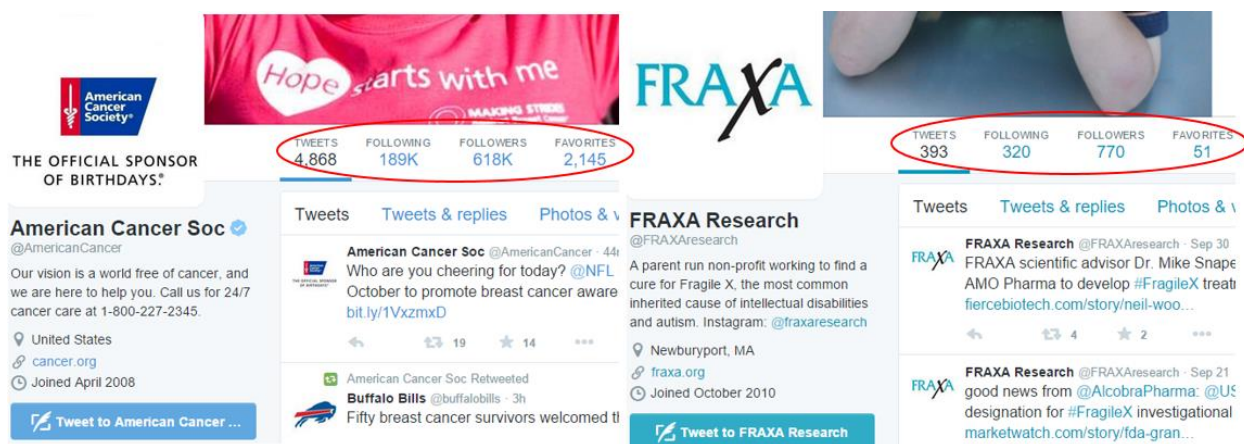 Hope starts with me
MAKING STRIDES
American
Cancer
Society®
THE OFFICIAL SPONSOR
OF BIRTHDAYS.®
TWEETS FOLLOWING FOLLOWERS FAVORITES
4,868 189K 618K 2,145
American Cancer Soc
@AmericanCancer
Our vision is a world free of cancer, and
we are here to help you. Call us for 24/7
cancer care at 1-800-227-2345.
United States
cancer.org
Joined April 2008
Tweet to American Cancer ...
Tweets Tweets & replies Photos & v
American Cancer Soc @AmericanCancer · 44
Who are you cheering for today? @NFL
October to promote breast cancer aware
bit.ly/1VxzmxD
19 14
American Cancer Soc Retweeted
Buffalo Bills @buffalobills · 3h
Fifty breast cancer survivors welcomed t
FRAXA
TWEETS FOLLOWING FOLLOWERS FAVORITES
393 320 770 51
FRAXA Research
@FRAXAresearch
A parent run non-profit working to find a
cure for Fragile X, the most common
inherited cause of intellectual disabilities
and autism. Instagram: @fraxaresearch
Newburyport, MA
fraxa.org
Joined October 2010
Tweet to FRAXA Research
Tweets Tweets & replies Photos & v
FRAXA
FRAXA Research @FRAXAresearch · Sep 30
FRAXA scientific advisor Dr. Mike Snape
AMO Pharma to develop #FragileX treat
fiercebiotech.com/story/neil-woo...
4 2
FRAXA
FRAXA Research @FRAXAresearch · Sep 21
good news from @AlcobraPharma: @US
designation for #FragileX investigational
marketwatch.com/story/fda-gran...